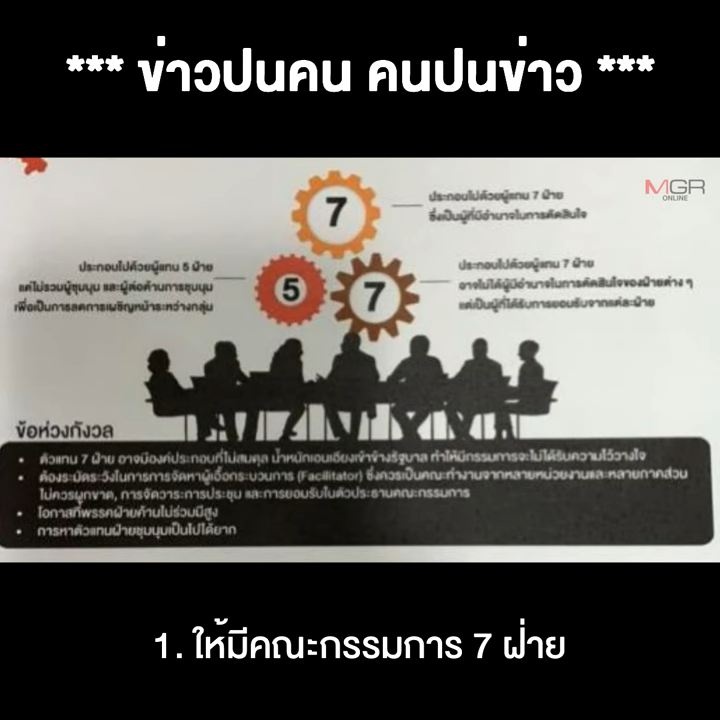 *** ข่าวปนคน คนปนข่าว ***
MGR
ONLINE
7
ประกอบไปด้วยผู้แทน 7 ฝ่าย
ซึ่งเป็นผู้ที่มีอำนาจในการตัดสินใจ
ประกอบไปด้วยผู้แทน 5 ฝ่าย
แต่ไม่รวมผู้ชุมนุม และผู้ต่อต้านการชุมนุม
เพื่อเป็นการลดการเผชิญหน้าระหว่างกลุ่ม
5
7
ประกอบไปด้วยผู้แทน 7 ฝ่าย
อาจไม่ได้ผู้มีอำนาจในการตัดสินใจของฝ่ายต่าง ๆ
แต่เป็นผู้ที่ได้รับการยอมรับจากแต่ละฝ่าย
ข้อห่วงกังวล
• ตัวแทน 7 ฝ่าย อาจมีองค์ประกอบที่ไม่สมดุล น้ำหนักเอนเอียงเข้าข้างรัฐบาล ทำให้มีกรรมการจะไม่ได้รับความไว้วางใจ
• ต้องระมัดระวังในการการจัดหาผู้เอื้อกระบวนการ (Facilitator) ซึ่งควรเป็นคณะทำงานจากหลายหน่วยงานและหลายภาคส่วน
ไม่ควรผูกขาด, การจัดวาระการประชุม และการยอมรับในตัวประธานคณะกรรมการ
• โอกาสที่พรรคฝ่ายค้านไม่ร่วมมีสูง
• การหาตัวแทนฝ่ายชุมนุมเป็นไปได้ยาก
1. ให้มีคณะกรรมการ 7 ฝ่าย